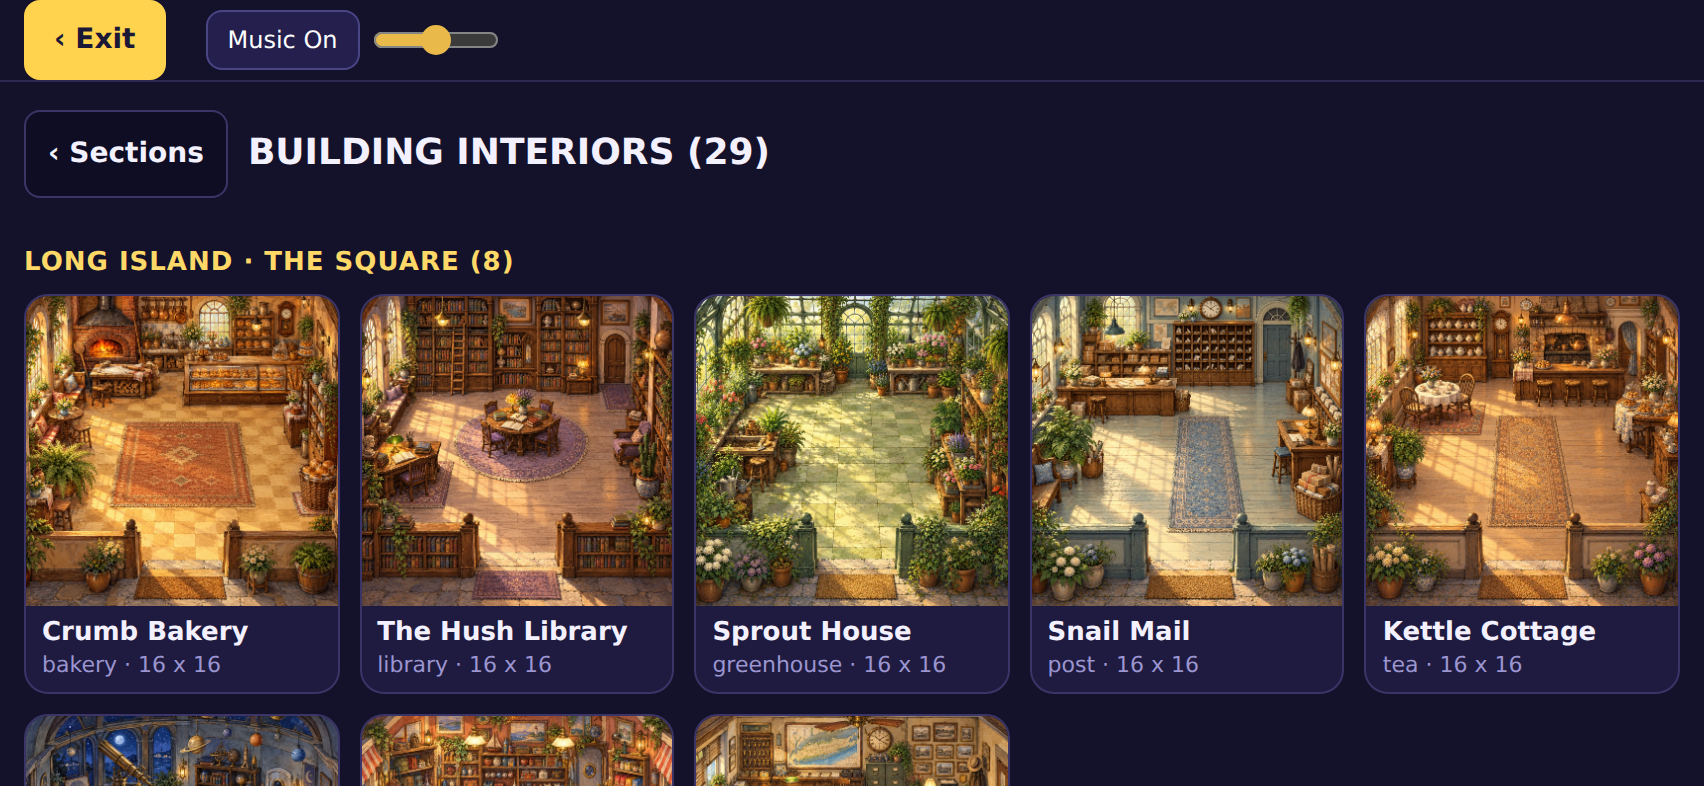 ‹ Exit
Music On
‹ Sections
BUILDING INTERIORS (29)
LONG ISLAND · THE SQUARE (8)
Crumb Bakery
bakery · 16 x 16
The Hush Library
library · 16 x 16
Sprout House
greenhouse · 16 x 16
Snail Mail
post · 16 x 16
Kettle Cottage
tea · 16 x 16